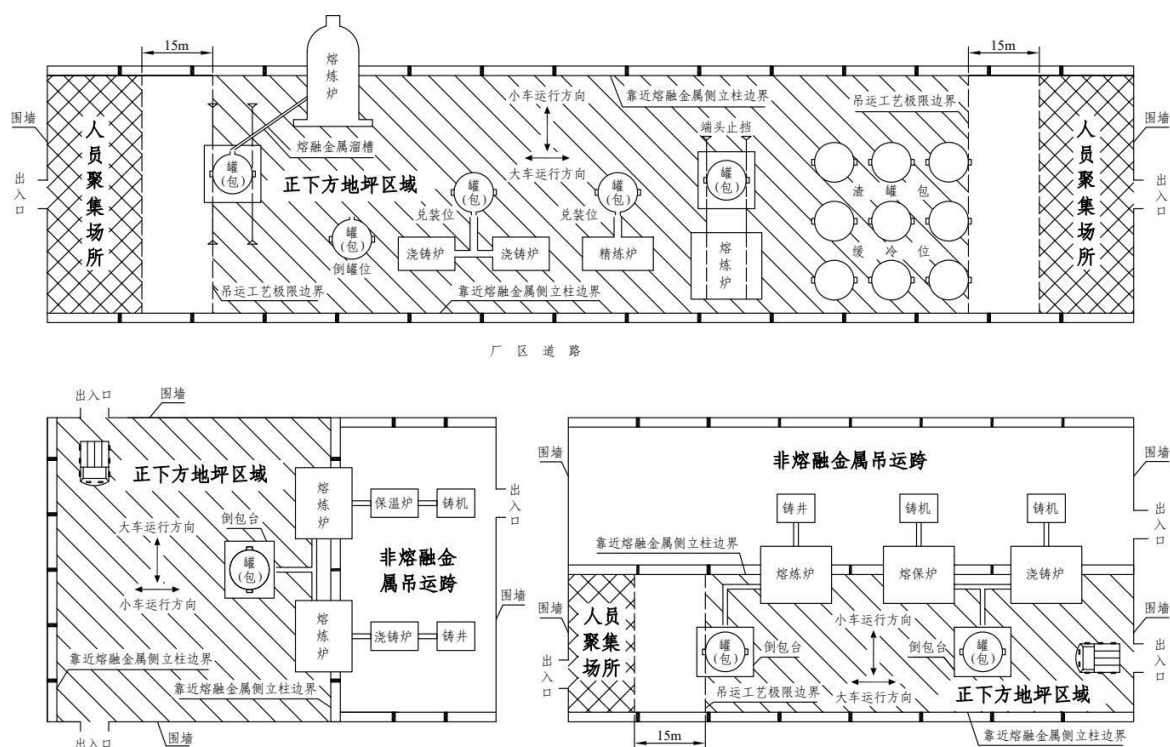 15m
15m
熔炼炉
小车运行方向
靠近熔融金属侧立柱边界
吊运工艺极限边界
围墙
围墙
人员聚集场所
熔融金属溜槽
端头止挡
人员聚集场所
大车运行方向
罐(包)
正下方地坪区域
罐(包)
罐(包)
罐(包)
渣罐包
出入口
出入口
兑装位
兑装位
罐(包)
浇铸炉
浇铸炉
精炼炉
熔炼炉
缓冷位
倒罐位
吊运工艺极限边界
靠近熔融金属侧立柱边界
厂区道路
出入口
围墙
正下方地坪区域
熔炼炉
保温炉
铸机
出入口
大车运行方向
倒包台
罐(包)
非熔融金属吊运跨
小车运行方向
围墙
熔炼炉
浇铸炉
铸井
靠近熔融金属侧立柱边界
靠近熔融金属侧立柱边界
出入口
围墙
非熔融金属吊运跨
围墙
围墙
铸井
铸机
铸机
出入口
靠近熔融金属侧立柱边界
熔炼炉
熔保炉
浇铸炉
围墙
围墙
人员聚集场所
小车运行方向
罐(包)
倒包台
倒包台
罐(包)
出入口
出入口
吊运工艺极限边界
大车运行方向
正下方地坪区域
15m
靠近熔融金属侧立柱边界